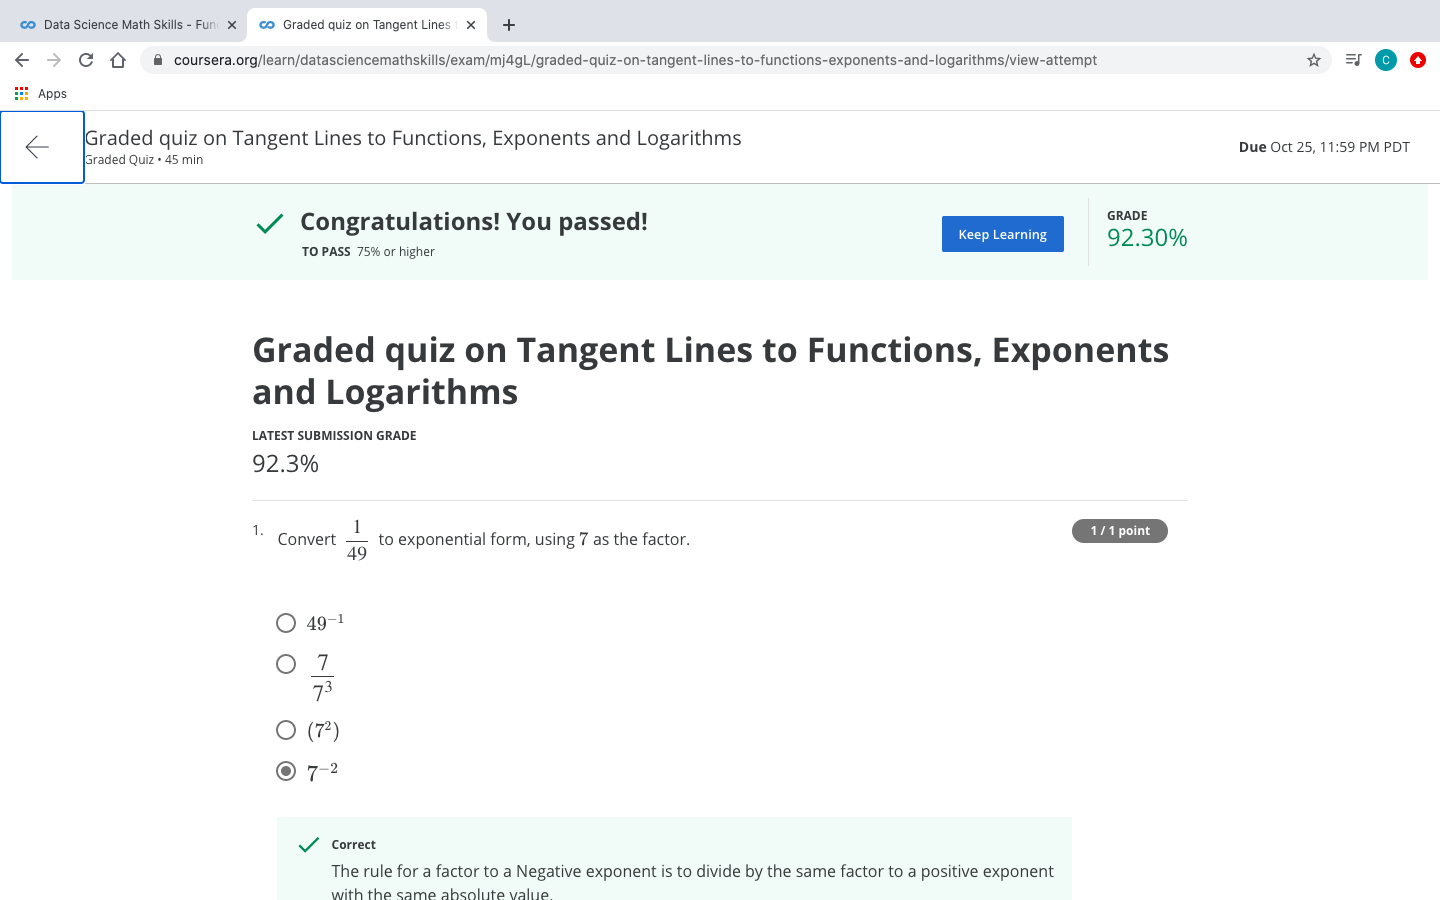 Data Science Math Skills - Fun
Graded quiz on Tangent Lines t
coursera.org/learn/datasciencemathskills/exam/mj4gL/graded-quiz-on-tangent-lines-to-functions-exponents-and-logarithms/view-attempt
C
Apps
Graded quiz on Tangent Lines to Functions, Exponents and Logarithms
Graded Quiz • 45 min
Due Oct 25, 11:59 PM PDT
Congratulations! You passed!
TO PASS 75% or higher
Keep Learning
GRADE
92.30%
Graded quiz on Tangent Lines to Functions, Exponents
and Logarithms
LATEST SUBMISSION GRADE
92.3%
1. Convert 1/49 to exponential form, using 7 as the factor.
1 / 1 point
49⁻¹
7/7³
(7²)
7⁻²
Correct
The rule for a factor to a Negative exponent is to divide by the same factor to a positive exponent
with the same absolute value.